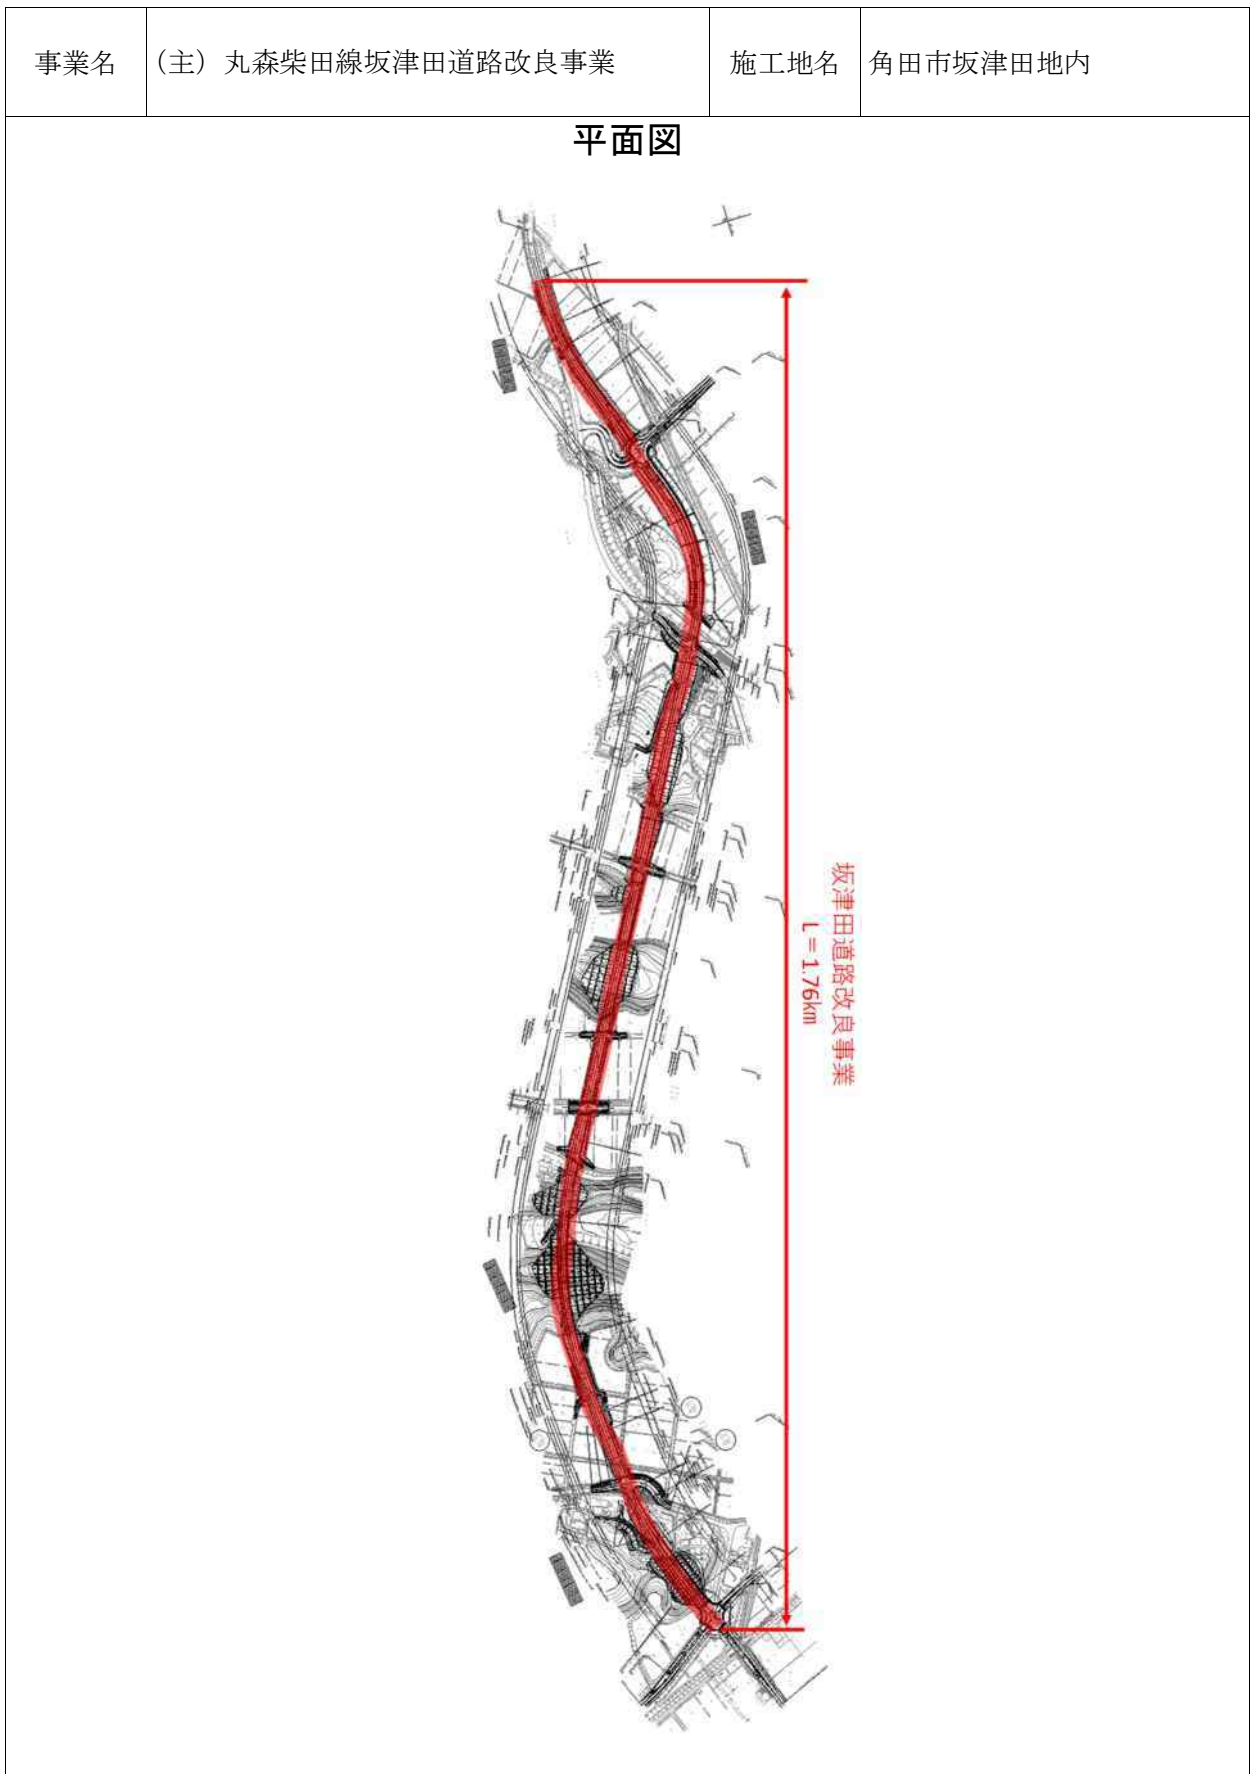 事業名
(主) 丸森柴田線坂津田道路改良事業
施工地名
角田市坂津田地内
平面図
坂津田道路改良事業
L=1.76km